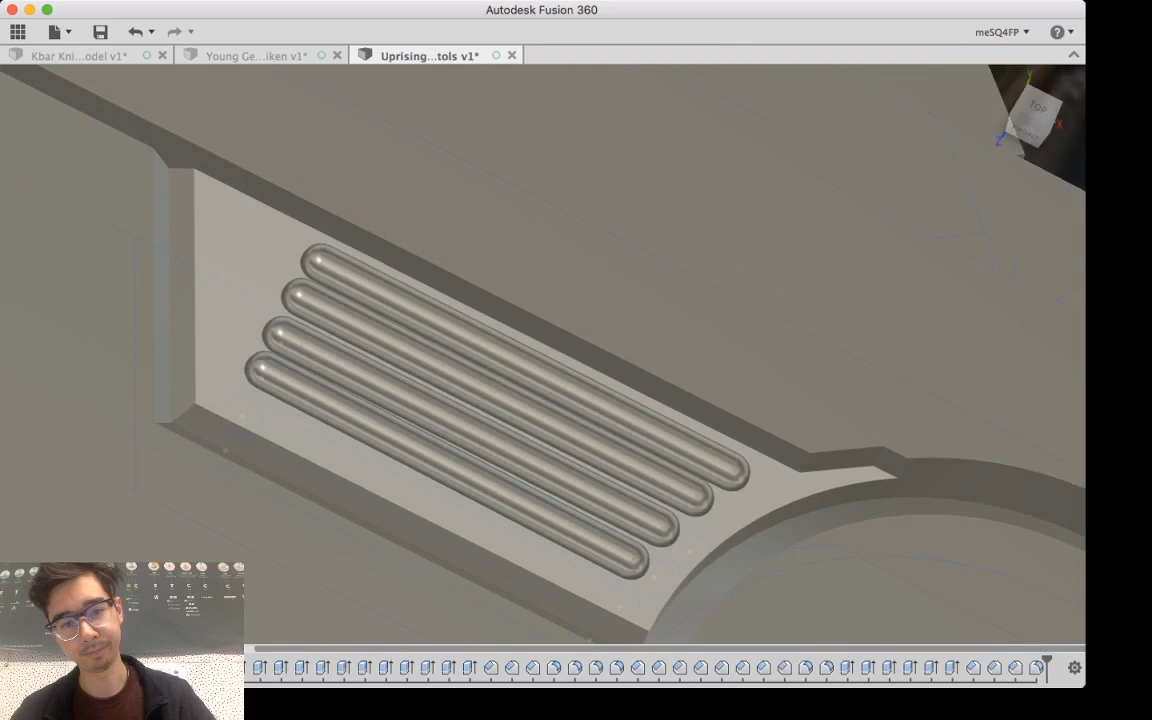 Autodesk Fusion 360
meSQ4FP
Kbar Kni...odel v1*
Young Ge...iken v1*
Uprising...tols v1*
TOP